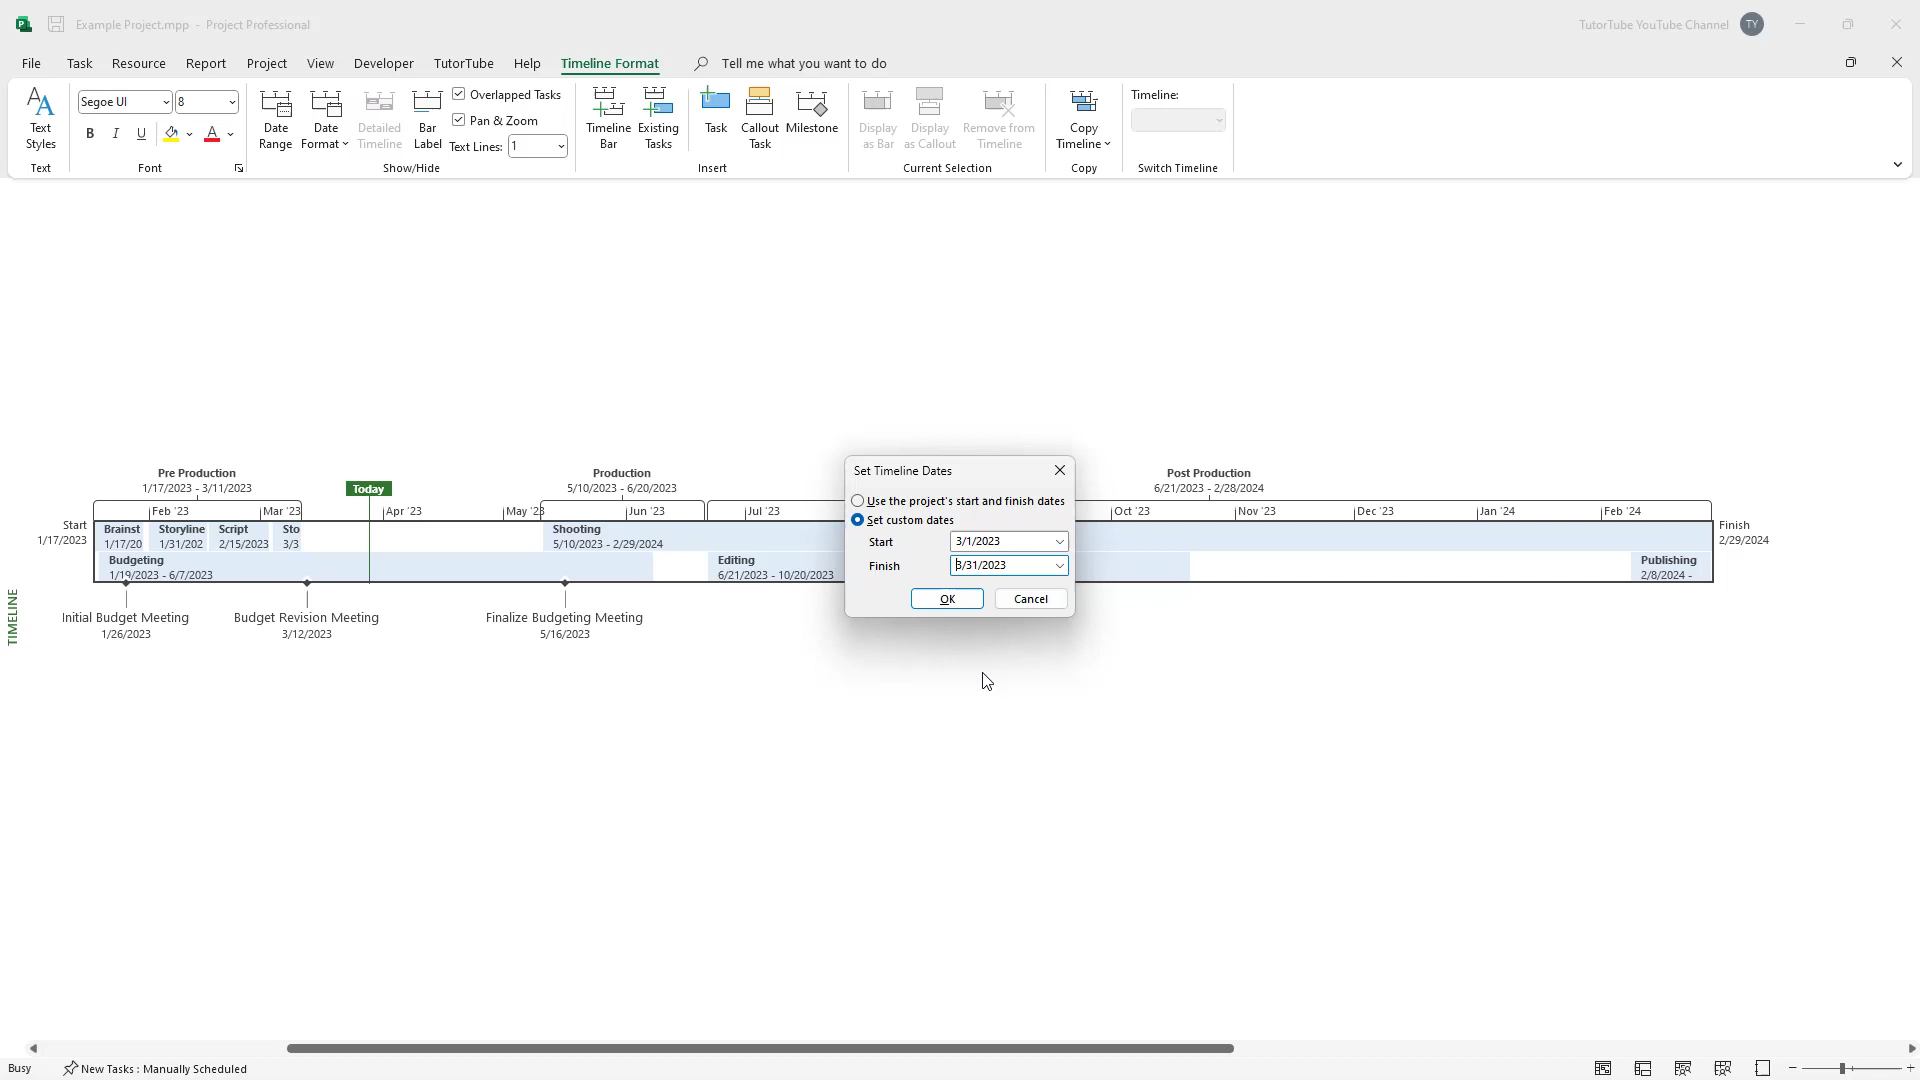 Example Project.mpp - Project Professional
TutorTube YouTube Channel TY
File Task Resource Report Project View Developer TutorTube Help Timeline Format Tell me what you want to do
Segoe UI 8
Text Styles
B I U A
Date Range
Date Format
Detailed Timeline
Bar Label
Overlapped Tasks
Pan & Zoom
Text Lines: 1
Timeline Bar
Existing Tasks
Task
Callout Task
Milestone
Display as Bar
Display as Callout
Remove from Timeline
Copy Timeline
Timeline:
Text Font Show/Hide Insert Current Selection Copy Switch Timeline
Pre Production
1/17/2023 - 3/11/2023
Today
Production
5/10/2023 - 6/20/2023
Post Production
6/21/2023 - 2/28/2024
Feb '23 Mar '23 Apr '23 May '23 Jun '23 Jul '23 Oct '23 Nov '23 Dec '23 Jan '24 Feb '24
Start
1/17/2023
Brainst
1/17/20
Storyline
1/31/202
Script
2/15/2023
Sto
3/3
Shooting
5/10/2023 - 2/29/2024
Finish
2/29/2024
Budgeting
1/19/2023 - 6/7/2023
Editing
6/21/2023 - 10/20/2023
Publishing
2/8/2024 -
Initial Budget Meeting
1/26/2023
Budget Revision Meeting
3/12/2023
Finalize Budgeting Meeting
5/16/2023
TIMELINE
Set Timeline Dates
Use the project's start and finish dates
Set custom dates
Start 3/1/2023
Finish 3/31/2023
OK Cancel
Busy New Tasks : Manually Scheduled